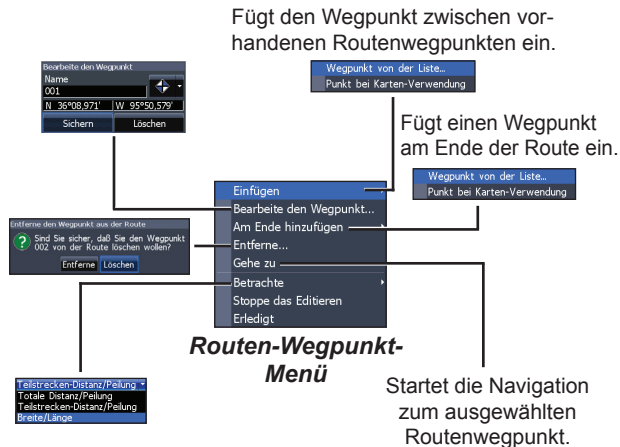 Fügt den Wegpunkt zwischen vor-
handenen Routenwegpunkten ein.
Wegpunkt von der Liste...
Punkt bei Karten-Verwendung
Bearbeite den Wegpunkt
Name
001
N 36°08,971' W 95°50,579'
Sichern Löschen
Fügt einen Wegpunkt
am Ende der Route ein.
Wegpunkt von der Liste...
Punkt bei Karten-Verwendung
Einfügen
Bearbeite den Wegpunkt...
Am Ende hinzufügen
Entferne...
Gehe zu
Betrachte
Stoppe das Editieren
Erledigt
Entferne den Wegpunkt aus der Route
Sind Sie sicher, daß Sie den Wegpunkt
002 von der Route löschen wollen?
Entferne Löschen
Routen-Wegpunkt-
Menü
Teilstrecken-Distanz/Peilung
Totale Distanz/Peilung
Teilstrecken-Distanz/Peilung
Breite/Länge
Startet die Navigation
zum ausgewählten
Routenwegpunkt.